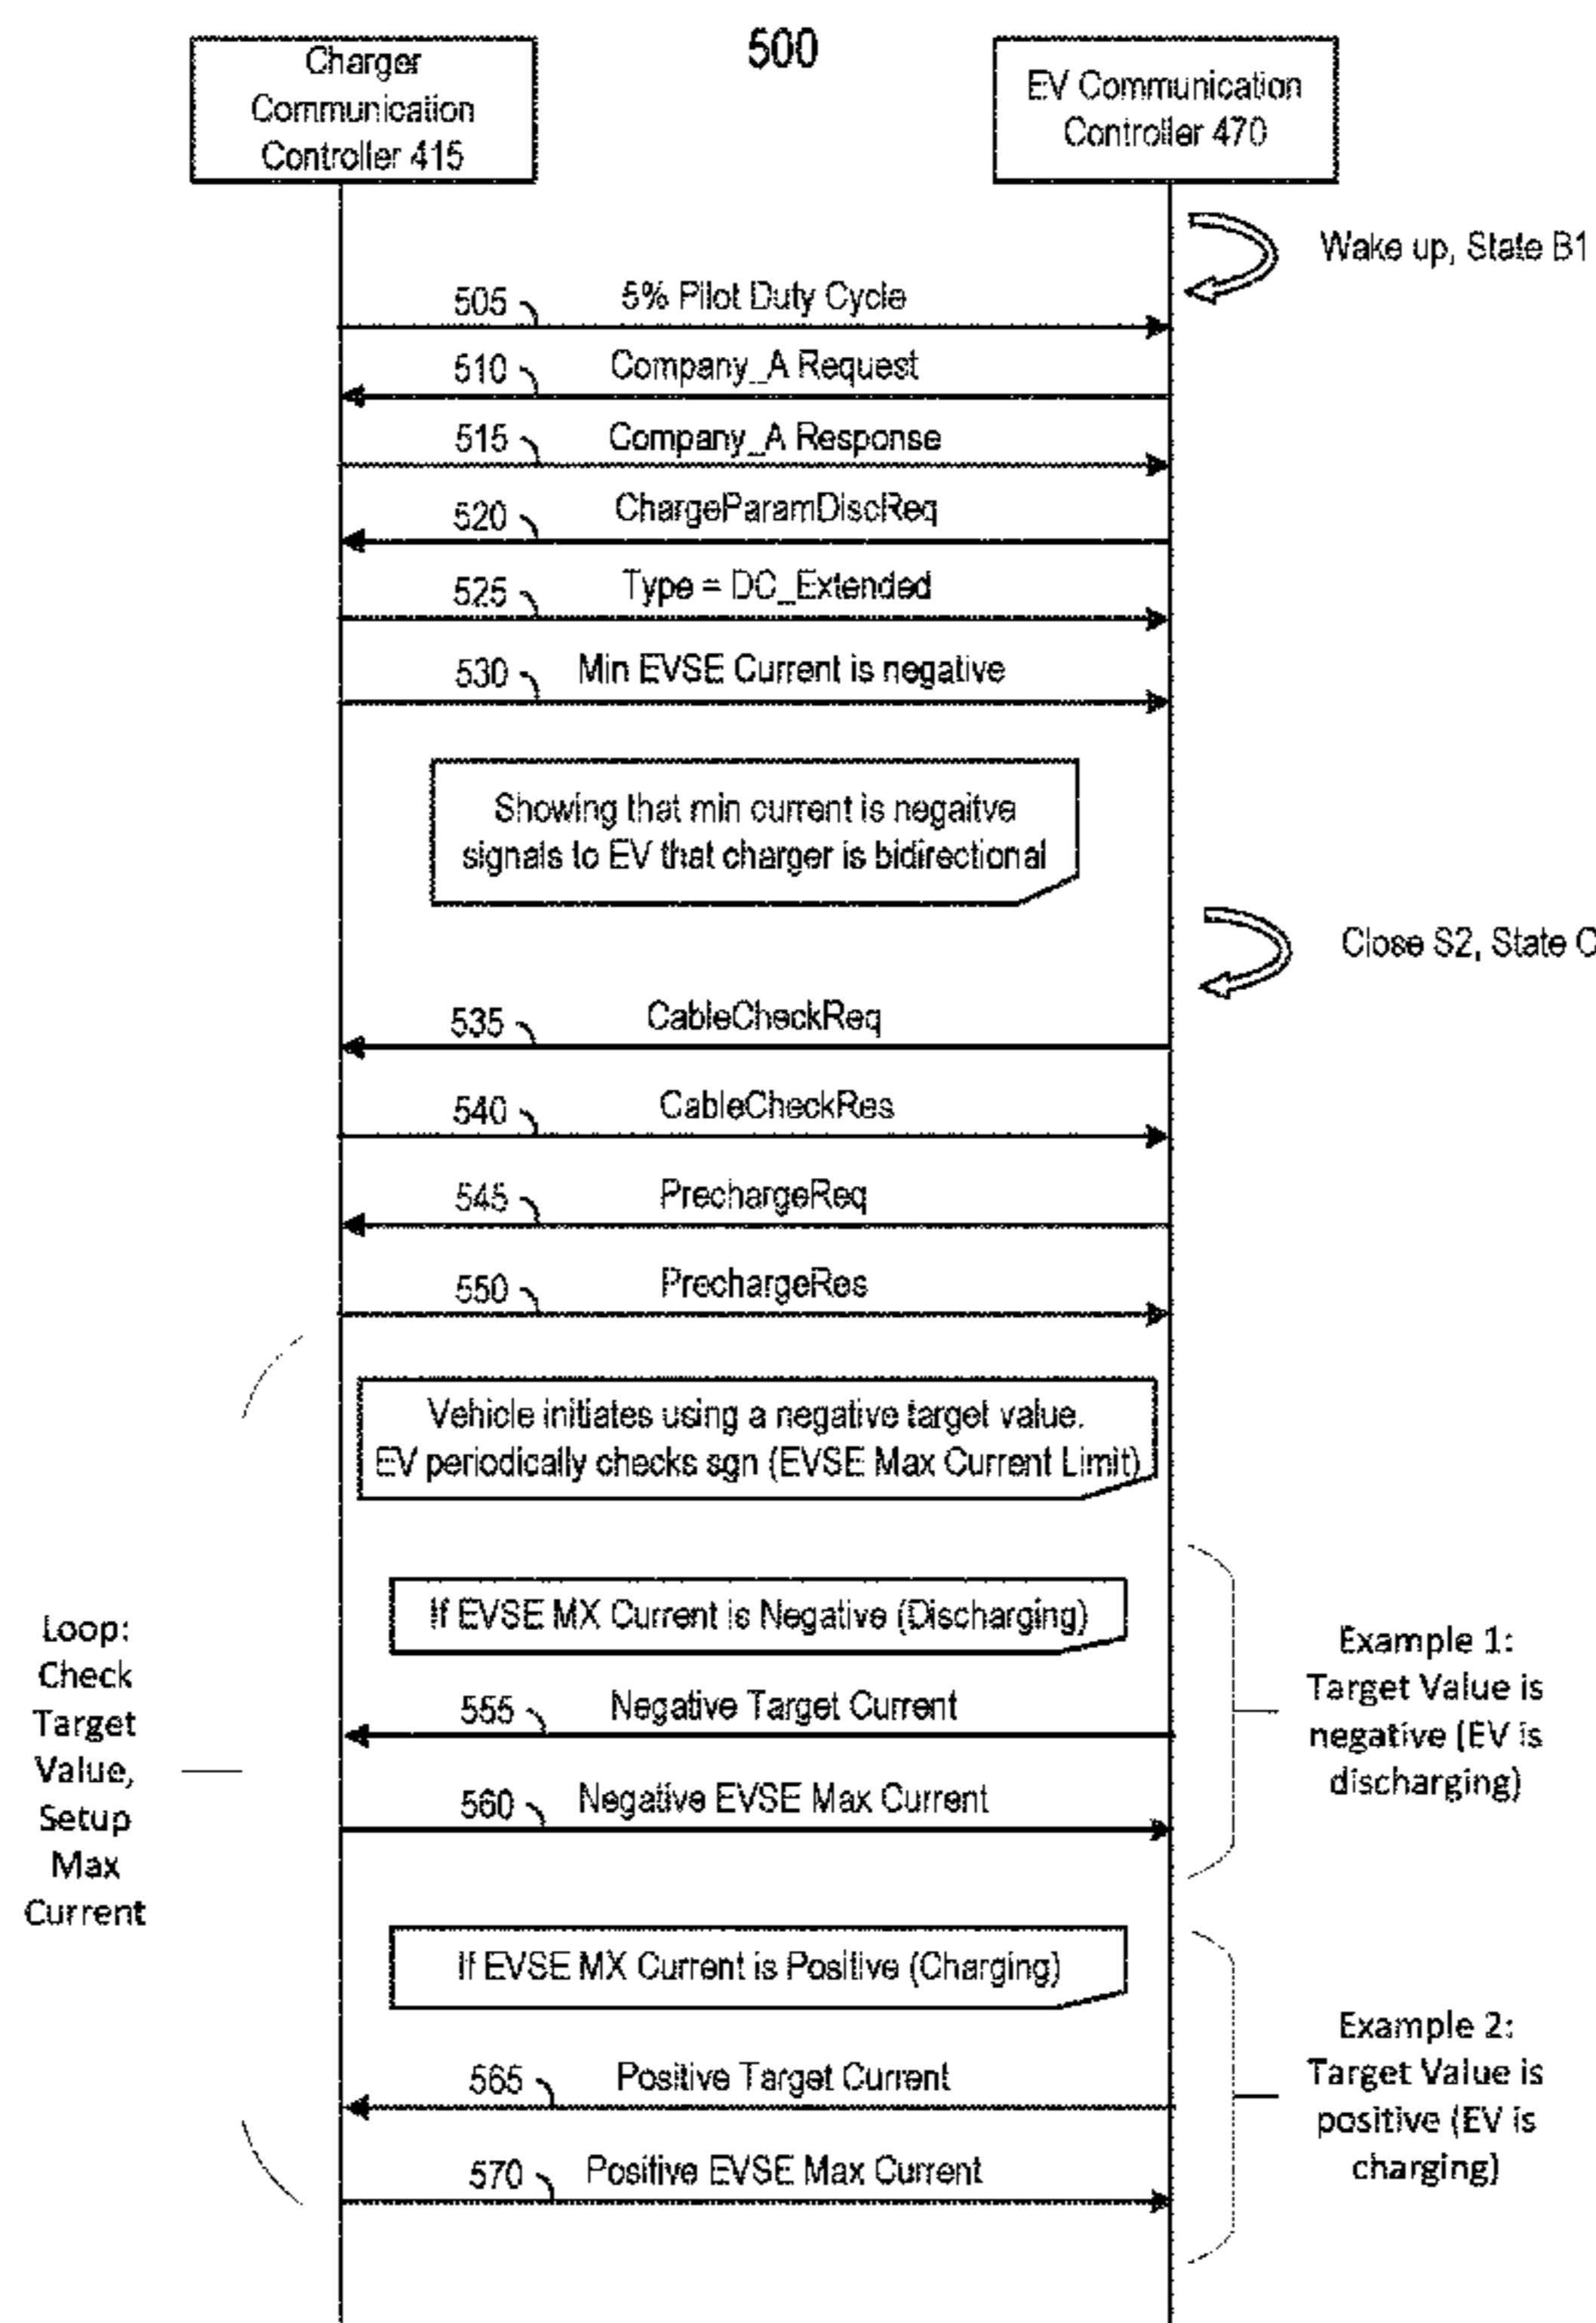 500
Charger
Communication
Controller 415
EV Communication
Controller 470
Wake up, State B1
505
5% Pilot Duty Cycle
510
Company_A Request
515
Company_A Response
520
ChargeParamDiscReq
525
Type = DC_Extended
530
Min EVSE Current is negative
Showing that min current is negaitve
signals to EV that charger is bidirectional
Close S2, State C
535
CableCheckReq
540
CableCheckRes
545
PrechargeReq
550
PrechargeRes
Vehicle initiates using a negative target value.
EV periodically checks sgn (EVSE Max Current Limit)
If EVSE MX Current is Negative (Discharging)
555
Negative Target Current
560
Negative EVSE Max Current
Loop:
Check
Target
Value,
Setup
Max
Current
Example 1:
Target Value is
negative (EV is
discharging)
If EVSE MX Current is Positive (Charging)
565
Positive Target Current
570
Positive EVSE Max Current
Example 2:
Target Value is
positive (EV is
charging)